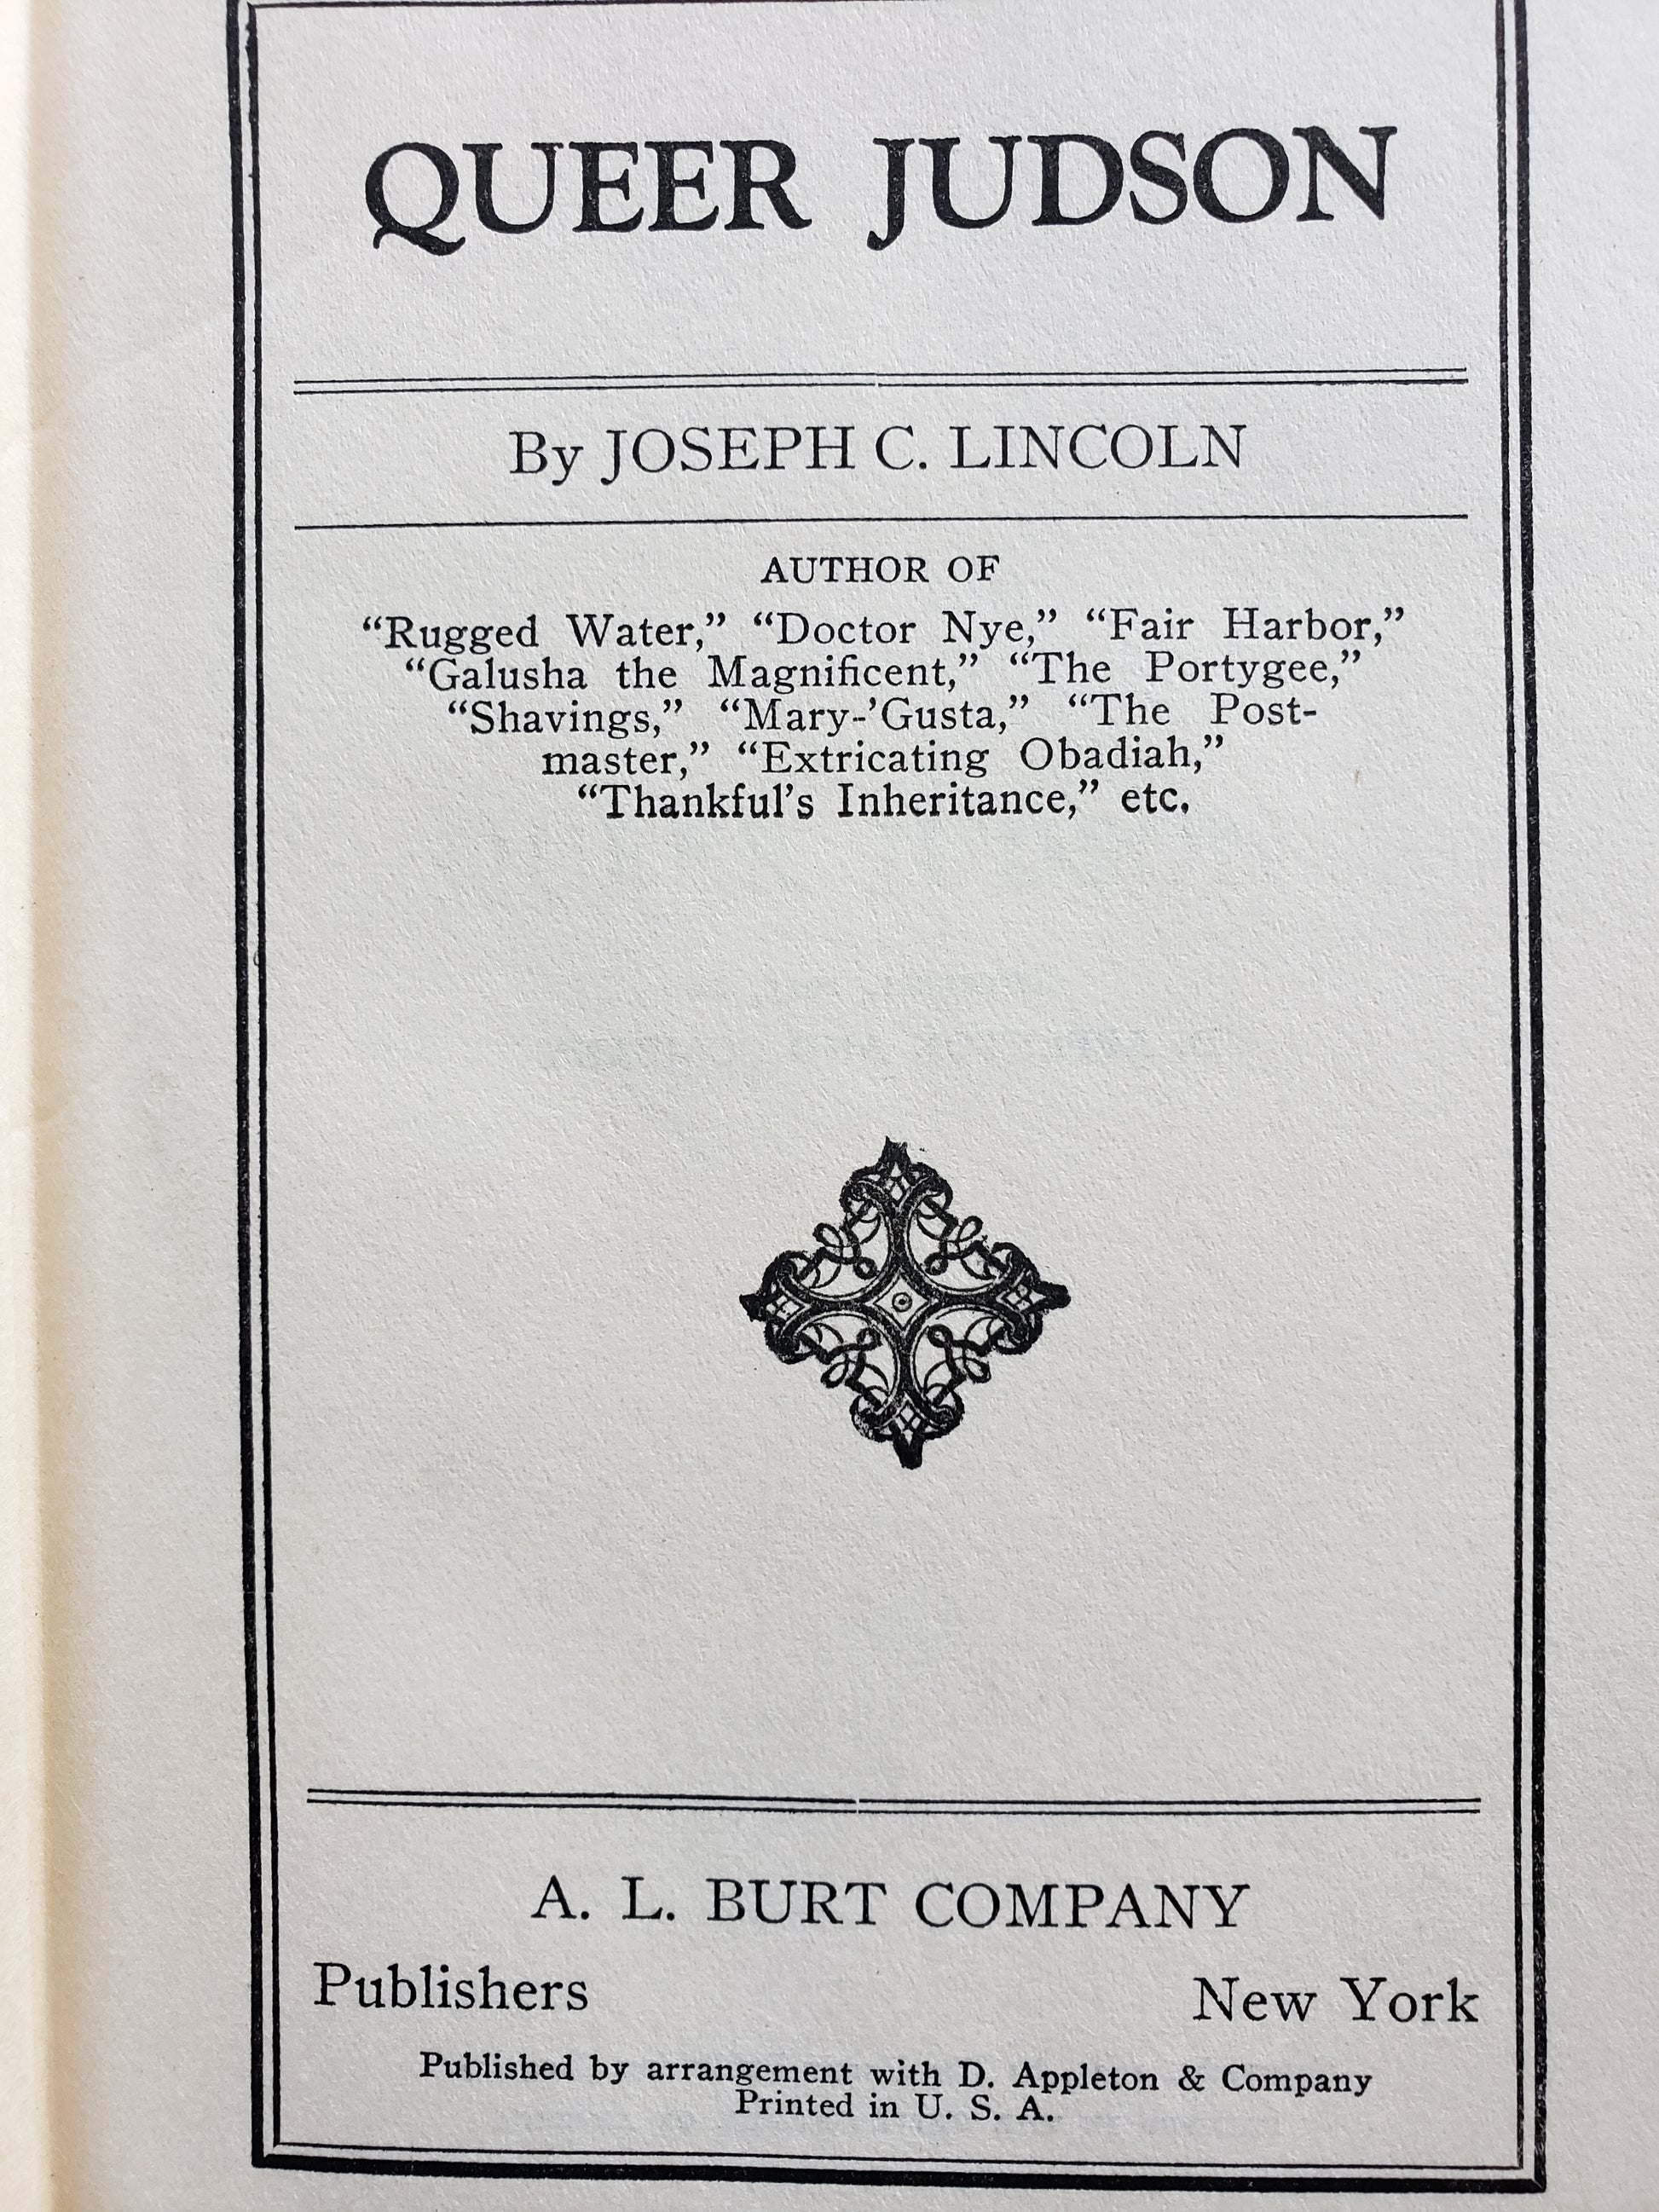 QUEER JUDSON
By JOSEPH C. LINCOLN
AUTHOR OF
“Rugged Water,” “Doctor Nye,” “Fair Harbor,”
“Galusha the Magnificent,” “The Portygee,”
“Shavings,” “Mary-’Gusta,” “The Post-
master,” “Extricating Obadiah,”
“Thankful’s Inheritance,” etc.
A. L. BURT COMPANY
Publishers New York
Published by arrangement with D. Appleton & Company
Printed in U. S. A.